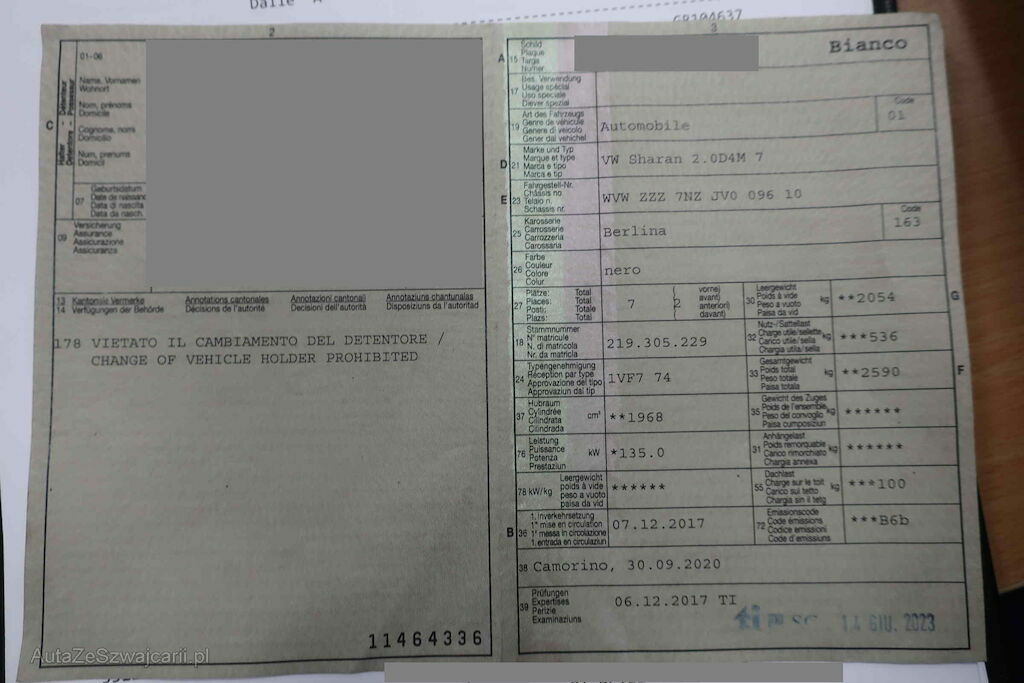 Dalle A
68104637
2
01-06
Halter - Détenteur
Detentore - Possessur
Name, Vornamen
Wohnort
Nom, prénoms
Domicile
Cognome, nomi
Domicilio
Num, prenums
Domicil
C
07
Geburtsdatum
Date de naissance
Data di nascita
Data da nasch.
09
Versicherung
Assurance
Assicurazione
Assicuranza
13 Kantonale Vermerke
14 Verfügungen der Behörde
Annotations cantonales
Décisions de l'autorité
Annotazioni cantonali
Decisioni dell'autorità
Annotaziuns chantunalas
Disposiziuns da l'autoritad
178 VIETATO IL CAMBIAMENTO DEL DETENTORE /
CHANGE OF VEHICLE HOLDER PROHIBITED
11464336
3
A 15
Schild
Plaque
Targa
Numer
Bianco
17
Bes. Verwendung
Usage spécial
Uso speciale
Diever spezial
19
Art des Fahrzeugs
Genre de véhicule
Genere di veicolo
Gener dal vehichel
Automobile
Code
01
D 21
Marke und Typ
Marque et type
Marca e tipo
Marca e tip
VW Sharan 2.0D4M 7
E 23
Fahrgestell-Nr.
Châssis no
Telaio n.
Schassis nr.
WVW ZZZ 7NZ JV0 096 10
25
Karosserie
Carrosserie
Carrozzeria
Carossaria
Berlina
Code
163
26
Farbe
Couleur
Colore
Colur
nero
27
Plätze: Total
Places: Total
Posti: Totale
Plazs: Total
7
2
vorne)
avant)
anteriori)
davant)
30
Leergewicht
Poids à vide
Peso a vuoto
Paisa da vid
kg
**2054
G
18
Stammnummer
N° matricule
N. di matricola
Nr. da matricla
219.305.229
32
Nutz-/Sattellast
Charge utile/sellette
Carico utile/sella
Chargia utila/sella
kg
***536
24
Typengenehmigung
Réception par type
Approvazione del tipo
Approvaziun dal tip
1VF7 74
33
Gesamtgewicht
Poids total
Peso totale
Paisa totala
kg
**2590
F
37
Hubraum
Cylindrée
Cilindrata
Cilindrada
cm³
**1968
35
Gewicht des Zuges
Poids de l'ensemble
Peso del convoglio
Paisa cumposiziun
kg
******
76
Leistung
Puissance
Potenza
Prestaziun
kW
*135.0
31
Anhängelast
Poids remorquable
Carico rimorchiato
Chargia annexa
kg
******
78 kW/kg
Leergewicht
poids à vide
peso a vuoto
paisa da vid
******
55
Dachlast
Charge sur le toit
Carico sul tetto
Chargia sin il tetg
kg
***100
B 36
1. Inverkehrsetzung
1re mise en circulation
1a messa in circolazione
1. entrada en circulaziun
07.12.2017
72
Emissionscode
Code émissions
Codice emissioni
Code d'emissiuns
***B6b
38 Camorino, 30.09.2020
39
Prüfungen
Expertises
Perizie
Examinaziuns
06.12.2017 TI
ti
14 GIU. 2023
AutaZeSzwajcarii.pl